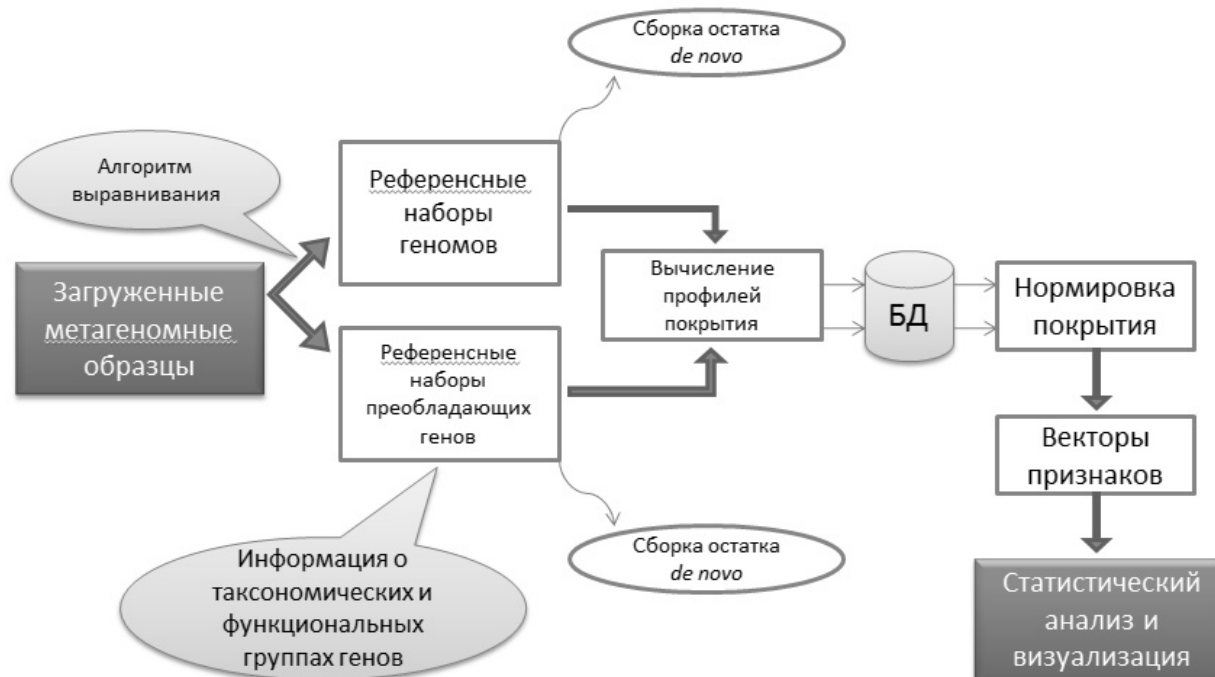 Сборка остатка
de novo
Алгоритм
выравнивания
Референсные
наборы
геномов
Загруженные
метагеномные
образцы
Вычисление
профилей
покрытия
БД
Нормировка
покрытия
Референсные
наборы
преобладающих
генов
Векторы
признаков
Сборка остатка
de novo
Информация о
таксономических и
функциональных
группах генов
Статистический
анализ и
визуализация